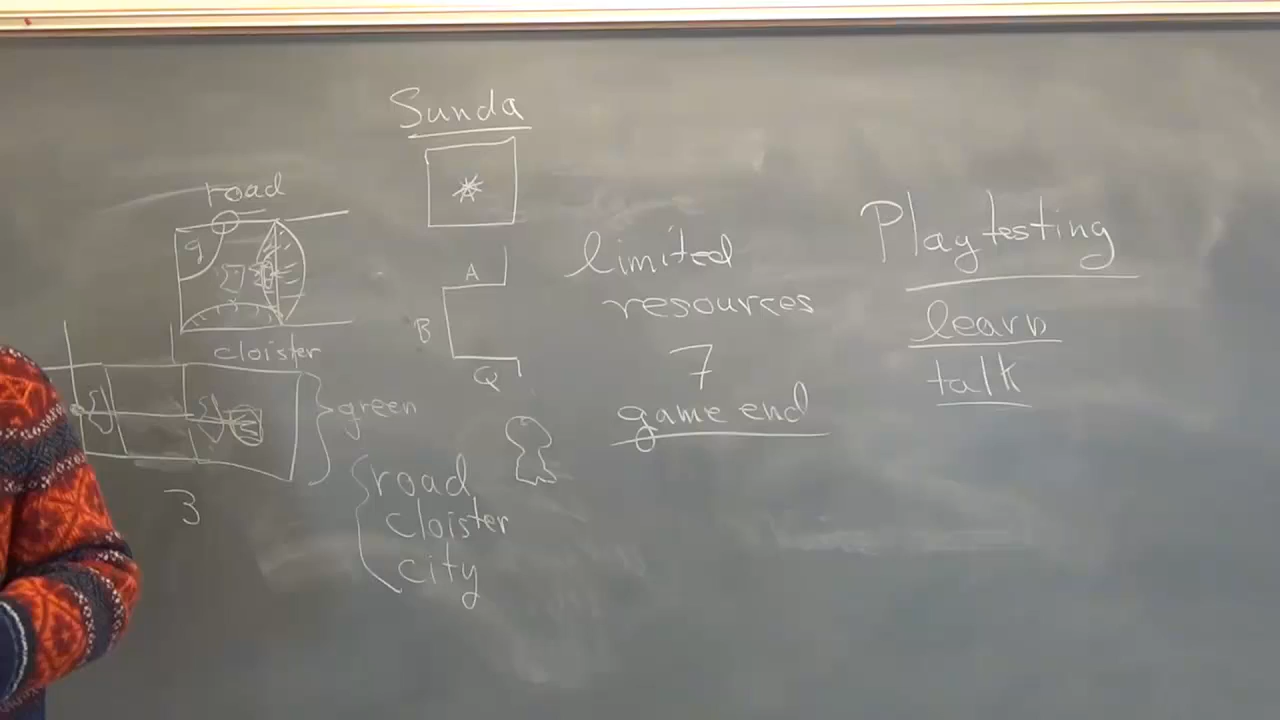 Sunda
A
road
g
cloister
A
B
Q
green
3
road
cloister
city
limited
resources
7
game end
Playtesting
learn
talk